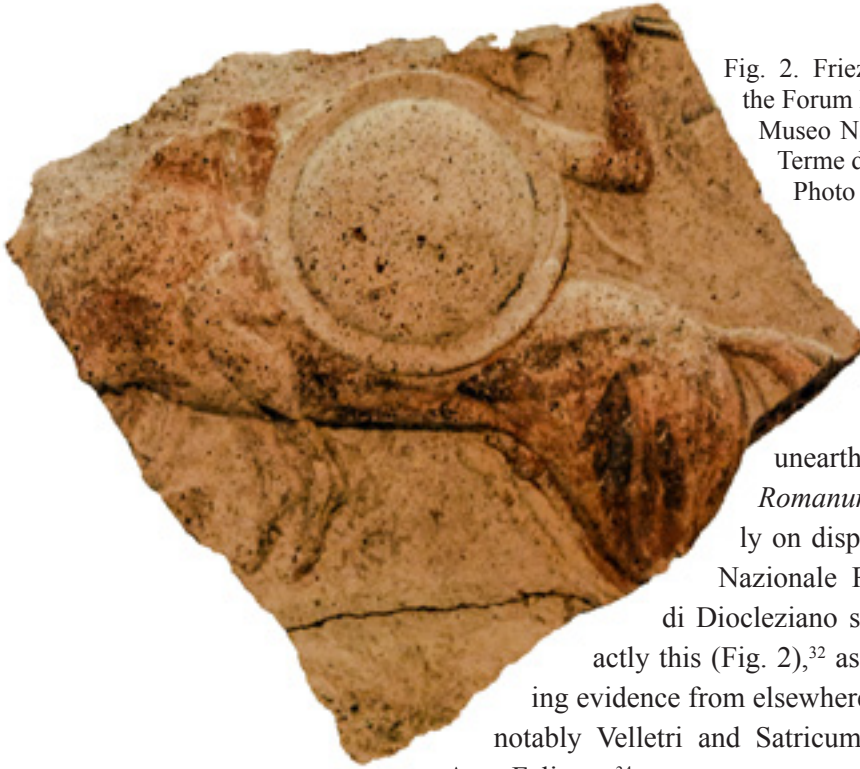 Fig. 2. Friez
the Forum
Museo N
Terme d
Photo
unearth
Romanur
ly on disp
Nazionale
di Diocleziano s
actly this (Fig. 2),³² as
ing evidence from elsewhere
notably Velletri and Satricum